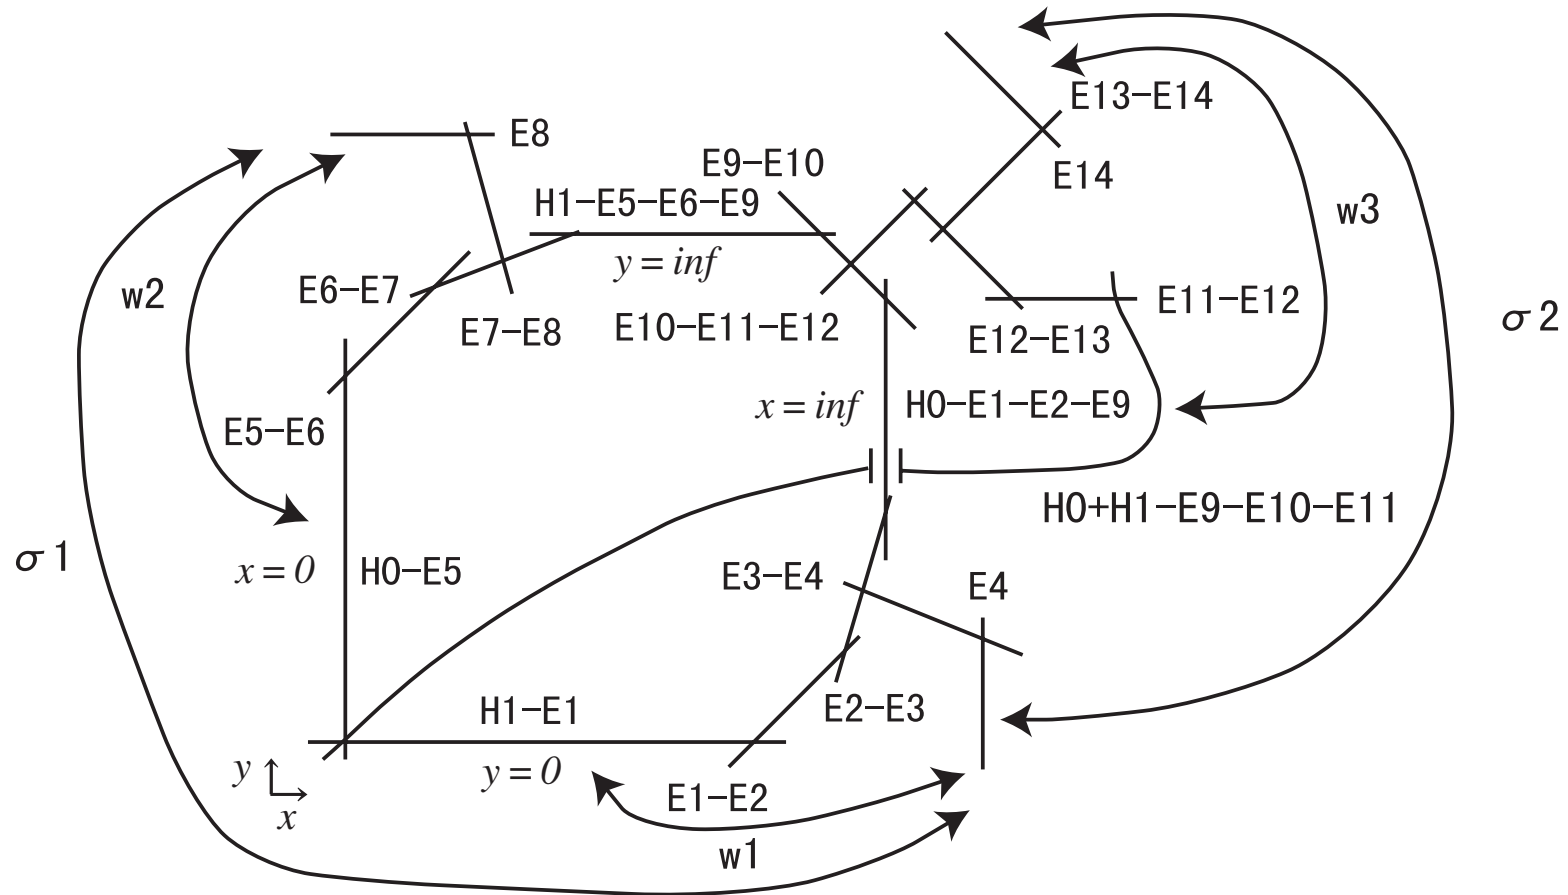 E13−E14
E8
E9−E10
E14
H1−E5−E6−E9
w3
y = inf
w2
E6−E7
E11−E12
E7−E8
E10−E11−E12
E12−E13
σ2
x = inf
H0−E1−E2−E9
E5−E6
H0+H1−E9−E10−E11
σ1
x = 0
H0−E5
E3−E4
E4
H1−E1
E2−E3
y
y = 0
E1−E2
x
w1